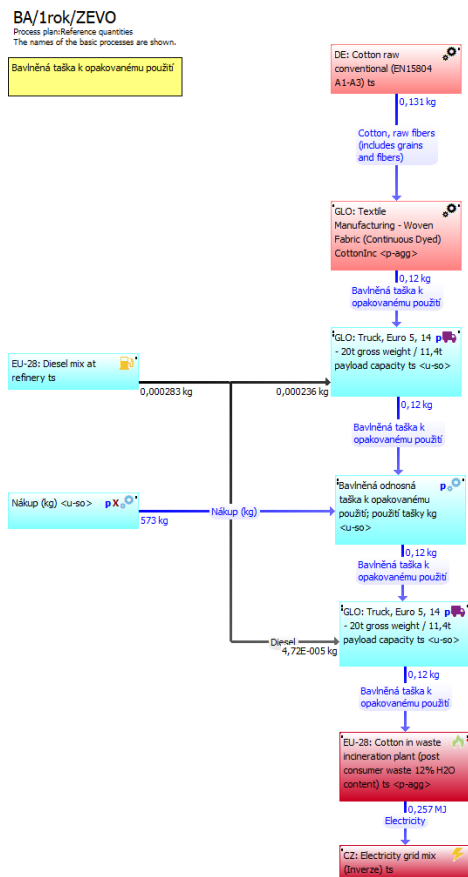 BA/1rok/ZEVO
Process plan:Reference quantities
The names of the basic processes are shown.
Bavlněná taška k opakovanému použití
DE: Cotton raw
conventional (EN15804
A1-A3) ts
0,131 kg
Cotton, raw fibers
(includes grains
and fibers)
GLO: Textile
Manufacturing - Woven
Fabric (Continuous Dyed)
CottonInc <p-agg>
0,12 kg
Bavlněná taška k
opakovanému použití
GLO: Truck, Euro 5, 14 p
- 20t gross weight / 11,4t
payload capacity ts <u-so>
EU-28: Diesel mix at
refinery ts
0,000283 kg
0,000236 kg
0,12 kg
Bavlněná taška k
opakovanému použití
Nákup (kg) <u-so> p X
573 kg
Nákup (kg)
Bavlněná odnosná p
taška k opakovanému
použití; použití tašky kg
<u-so>
0,12 kg
Bavlněná taška k
opakovanému použití
GLO: Truck, Euro 5, 14 p
- 20t gross weight / 11,4t
payload capacity ts <u-so>
Diesel
4,72E-005 kg
0,12 kg
Bavlněná taška k
opakovanému použití
EU-28: Cotton in waste
incineration plant (post
consumer waste 12% H2O
content) ts <p-agg>
0,257 MJ
Electricity
CZ: Electricity grid mix
(Inverze) ts